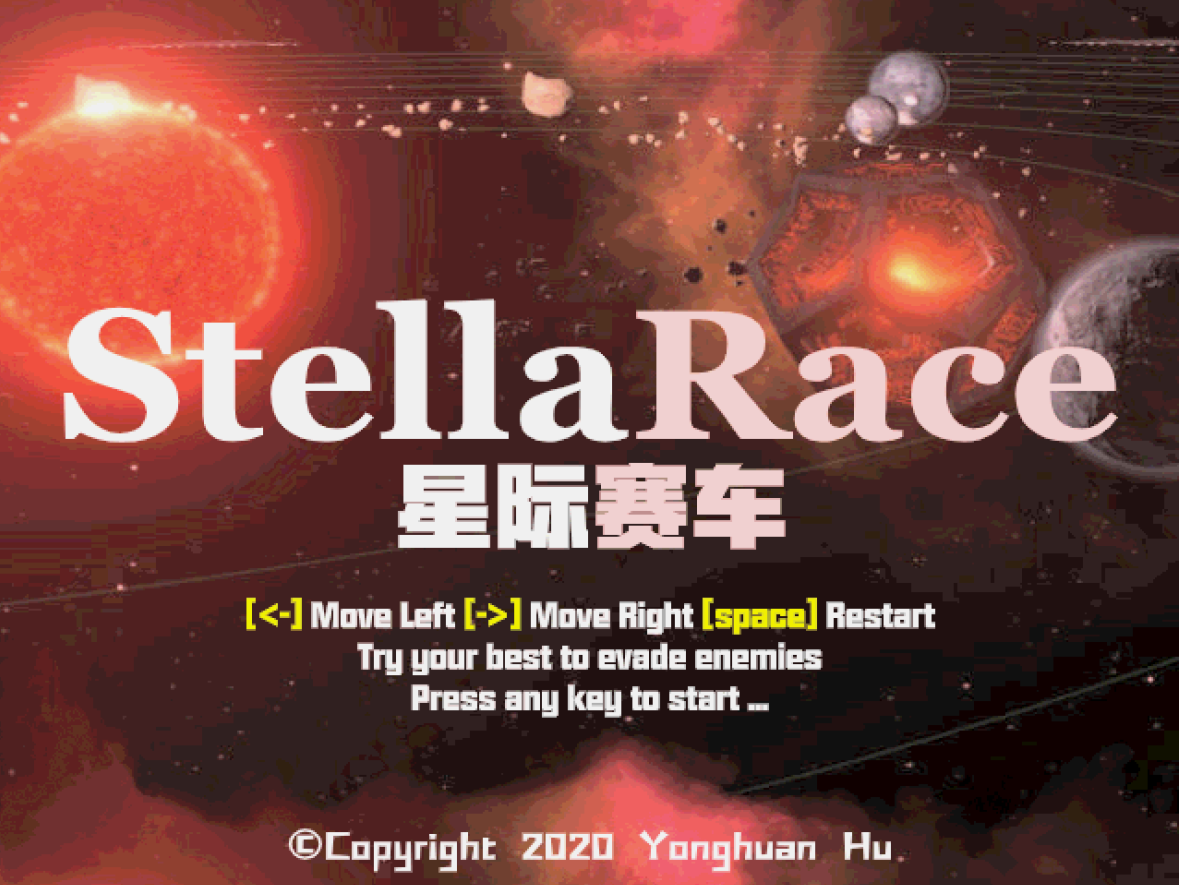 StellaRace
星际赛车
[<-] Move Left [->] Move Right [space] Restart
Try your best to evade enemies
Press any key to start ...
©Copyright 2020 Yonghuan Hu